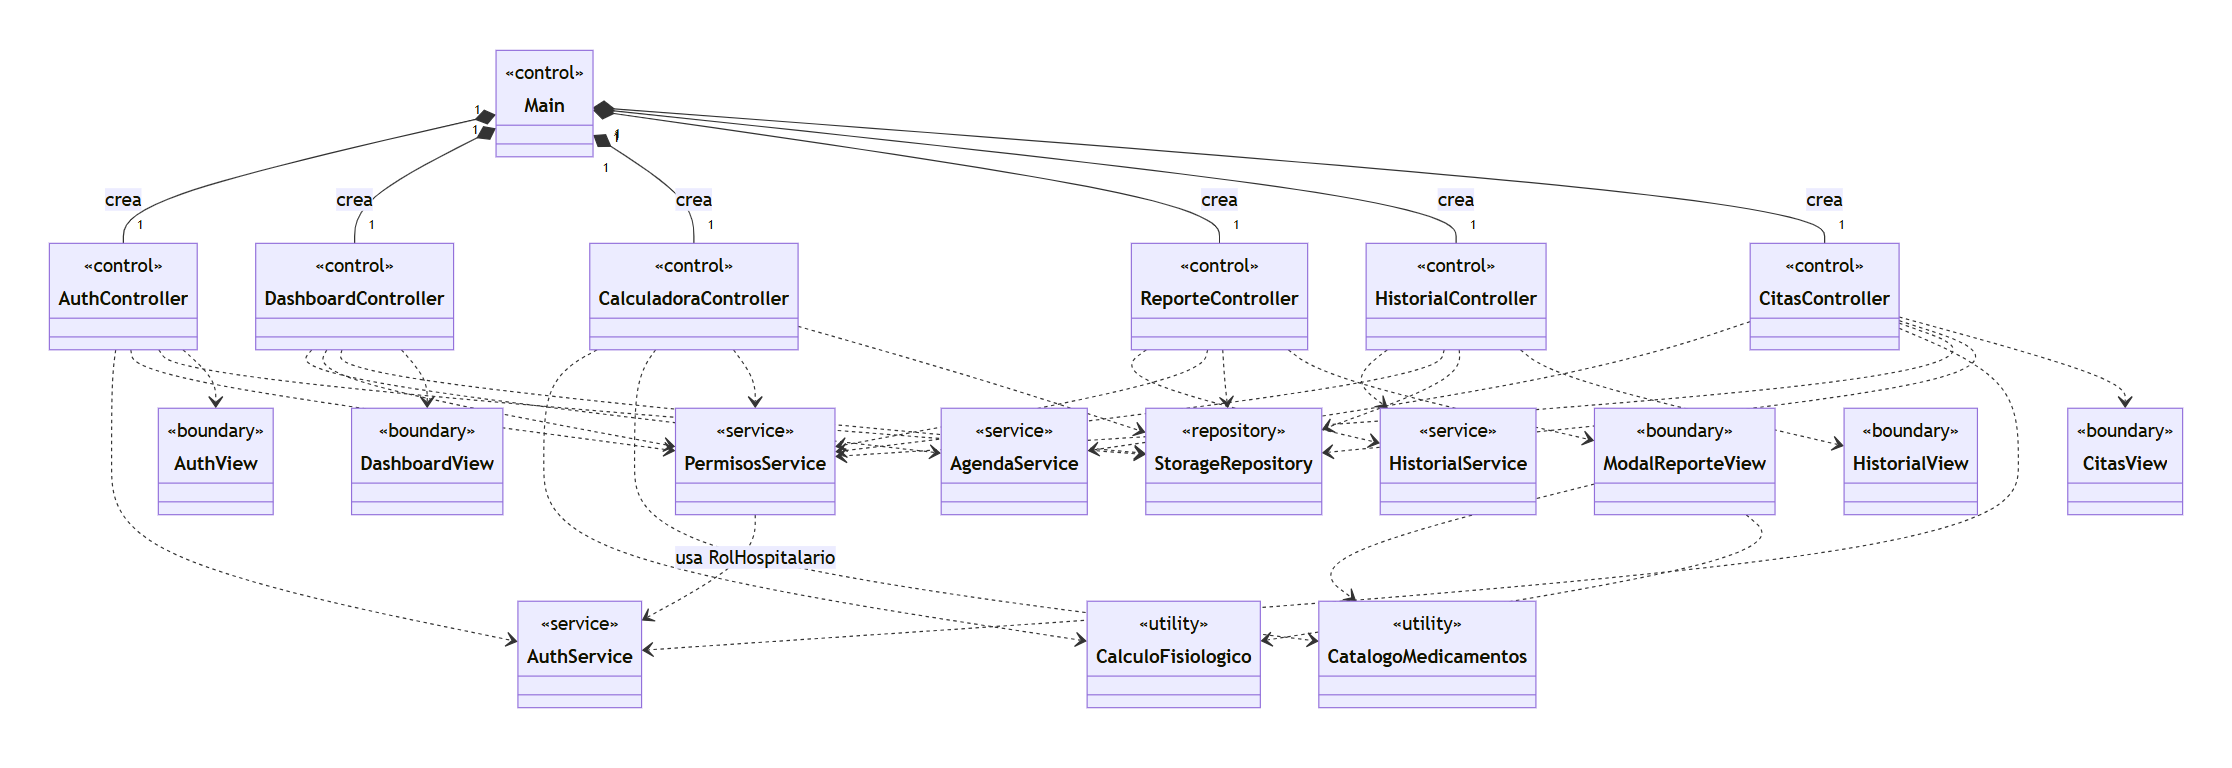 «control»
Main
1
1
1
1
1
crea
crea
crea
crea
crea
crea
1
1
1
1
1
1
«control»
AuthController
«control»
DashboardController
«control»
CalculadoraController
«control»
ReporteController
«control»
HistorialController
«control»
CitasController
«boundary»
AuthView
«boundary»
DashboardView
«service»
PermisosService
«service»
AgendaService
«repository»
StorageRepository
«service»
HistorialService
«boundary»
ModalReporteView
«boundary»
HistorialView
«boundary»
CitasView
usa RolHospitalario
«service»
AuthService
«utility»
CalculoFisiologico
«utility»
CatalogoMedicamentos